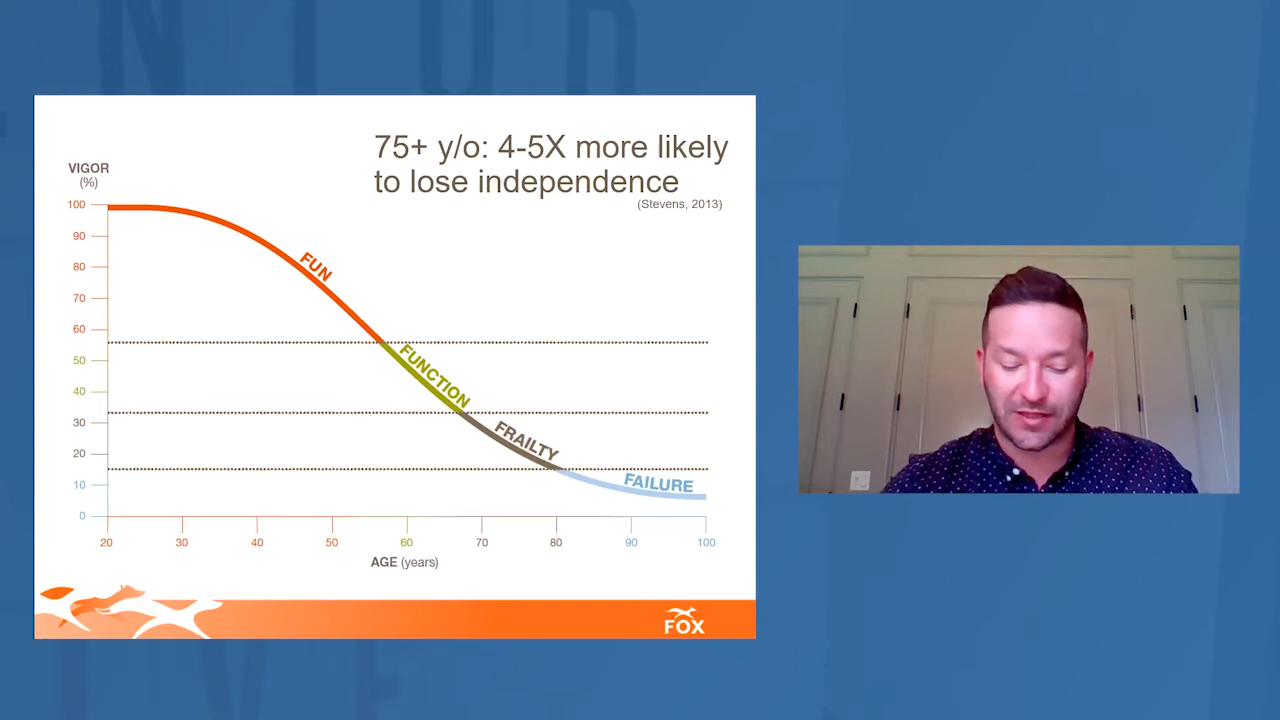 75+ y/o: 4-5X more likely
to lose independence
(Stevens, 2013)
VIGOR
(%)
100
90
80
70
60
50
40
30
20
10
0
FUN
FUNCTION
FRAILTY
FAILURE
20 30 40 50 60 70 80 90 100
AGE (years)
FOX